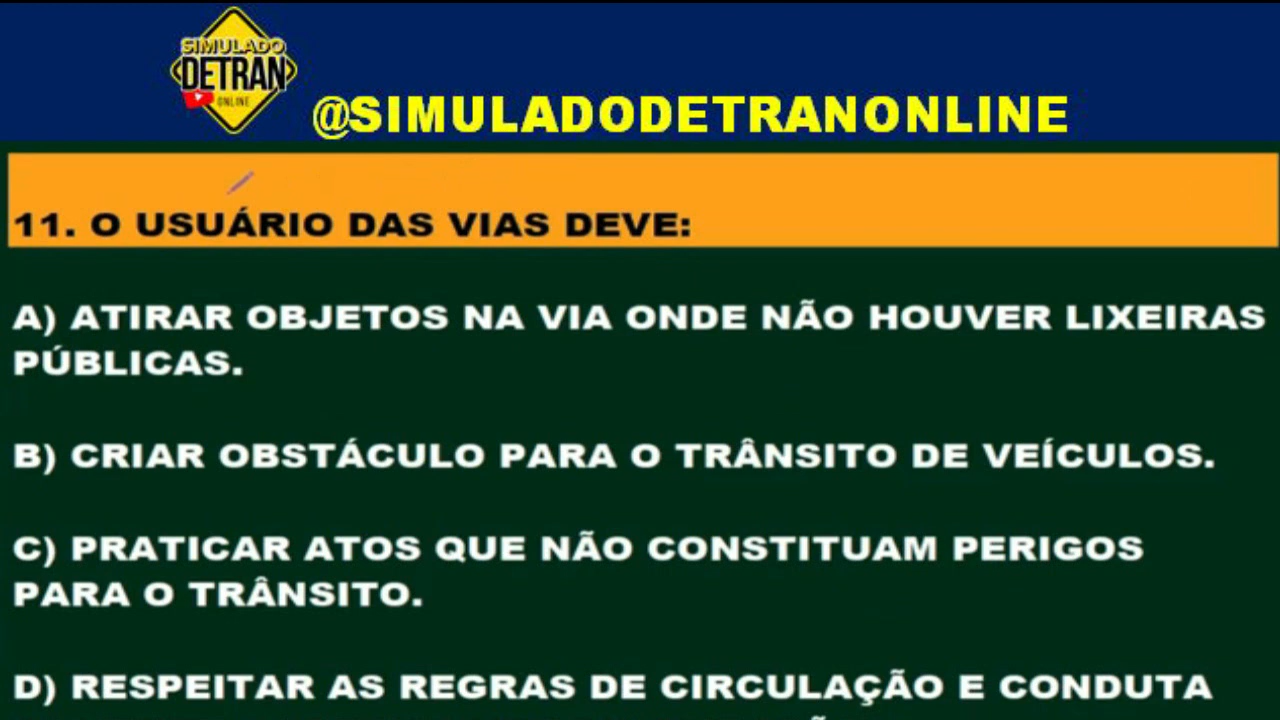 SIMULADO
DETRAN
ONLINE
@SIMULADODETRANONLINE
11. O USUÁRIO DAS VIAS DEVE:
A) ATIRAR OBJETOS NA VIA ONDE NÃO HOUVER LIXEIRAS
PÚBLICAS.
B) CRIAR OBSTÁCULO PARA O TRÂNSITO DE VEÍCULOS.
C) PRATICAR ATOS QUE NÃO CONSTITUAM PERIGOS
PARA O TRÂNSITO.
D) RESPEITAR AS REGRAS DE CIRCULAÇÃO E CONDUTA